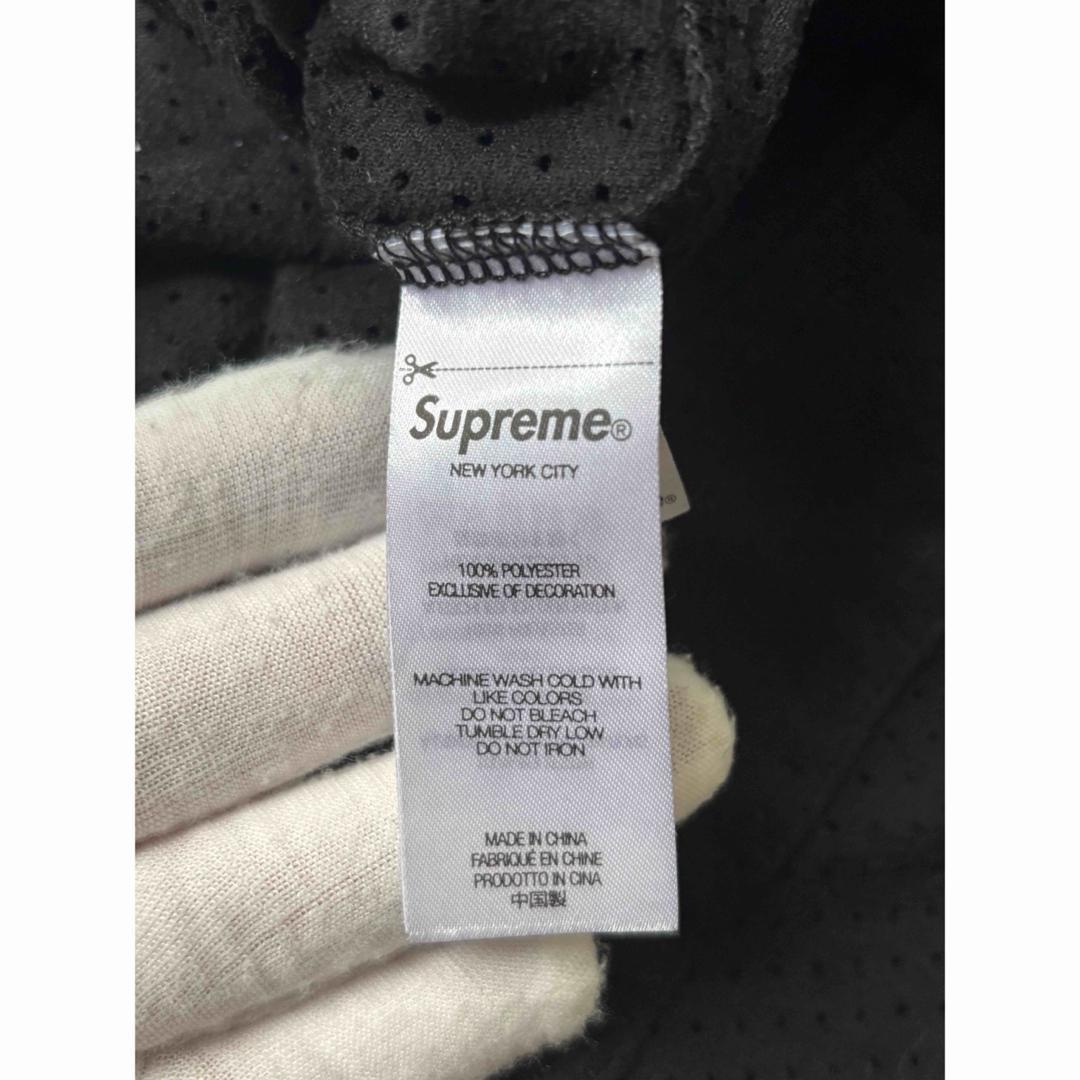 Supreme®
NEW YORK CITY
100% POLYESTER
EXCLUSIVE OF DECORATION
MACHINE WASH COLD WITH
LIKE COLORS
DO NOT BLEACH
TUMBLE DRY LOW
DO NOT IRON
MADE IN CHINA
FABRIQUÉ EN CHINE
PRODOTTO IN CINA
中国製